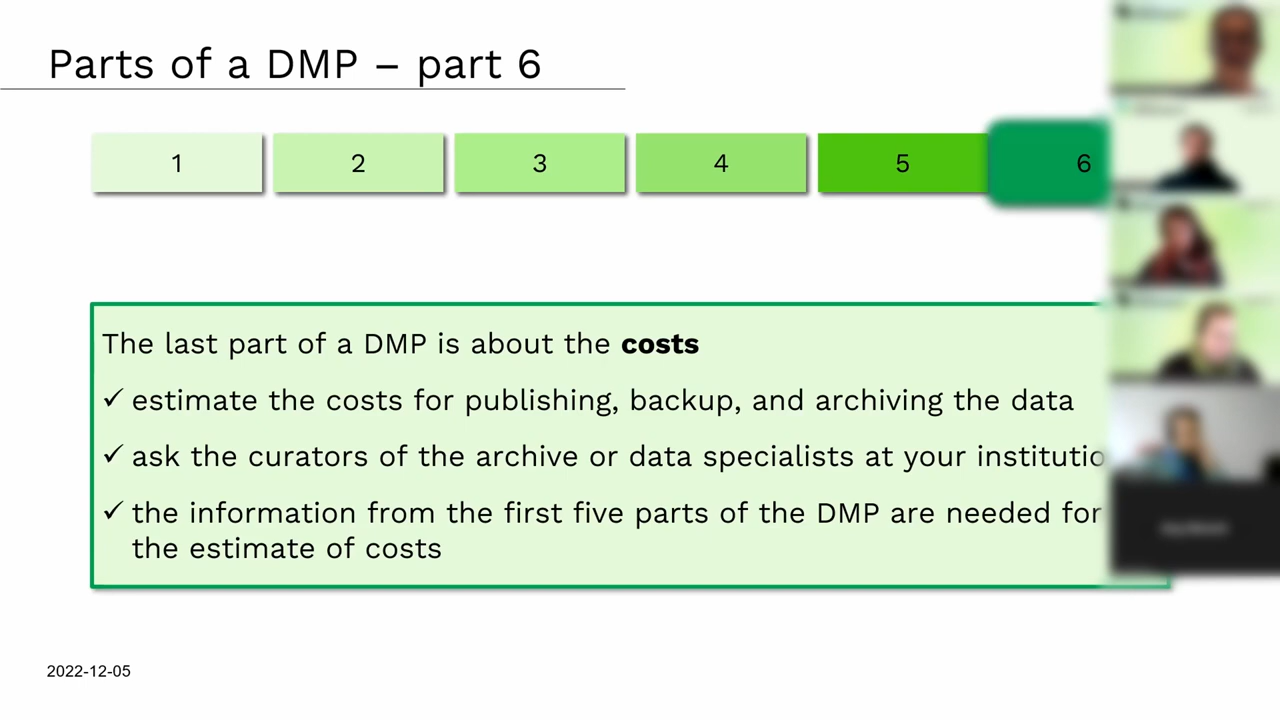 Parts of a DMP – part 6
1 2 3 4 5 6
The last part of a DMP is about the costs
✓ estimate the costs for publishing, backup, and archiving the data
✓ ask the curators of the archive or data specialists at your institutio
✓ the information from the first five parts of the DMP are needed for
the estimate of costs
2022-12-05